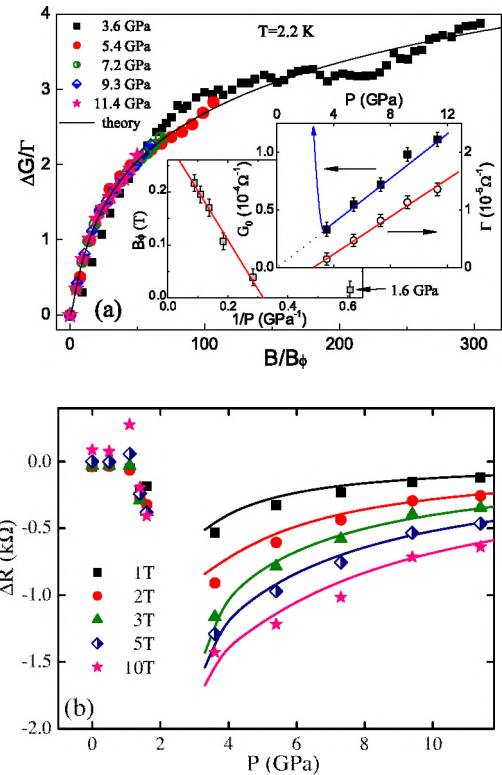 (a)
3.6 GPa
5.4 GPa
7.2 GPa
9.3 GPa
11.4 GPa
theory
T=2.2 K
ΔG/Γ
4
3
2
1
0
0
100
200
300
B/Bϕ
Bϕ (T)
0.2
0.1
0.0
0.0
0.2
0.4
0.6
1/P (GPa⁻¹)
1.6 GPa
P (GPa)
0
4
8
12
G₀ (10⁻⁴Ω⁻¹)
1.0
0.5
0.0
Γ (10⁻⁵Ω⁻¹)
2
1
0
(b)
ΔR (kΩ)
0.0
-0.5
-1.0
-1.5
-2.0
1T
2T
3T
5T
10T
0
2
4
6
8
10
P (GPa)